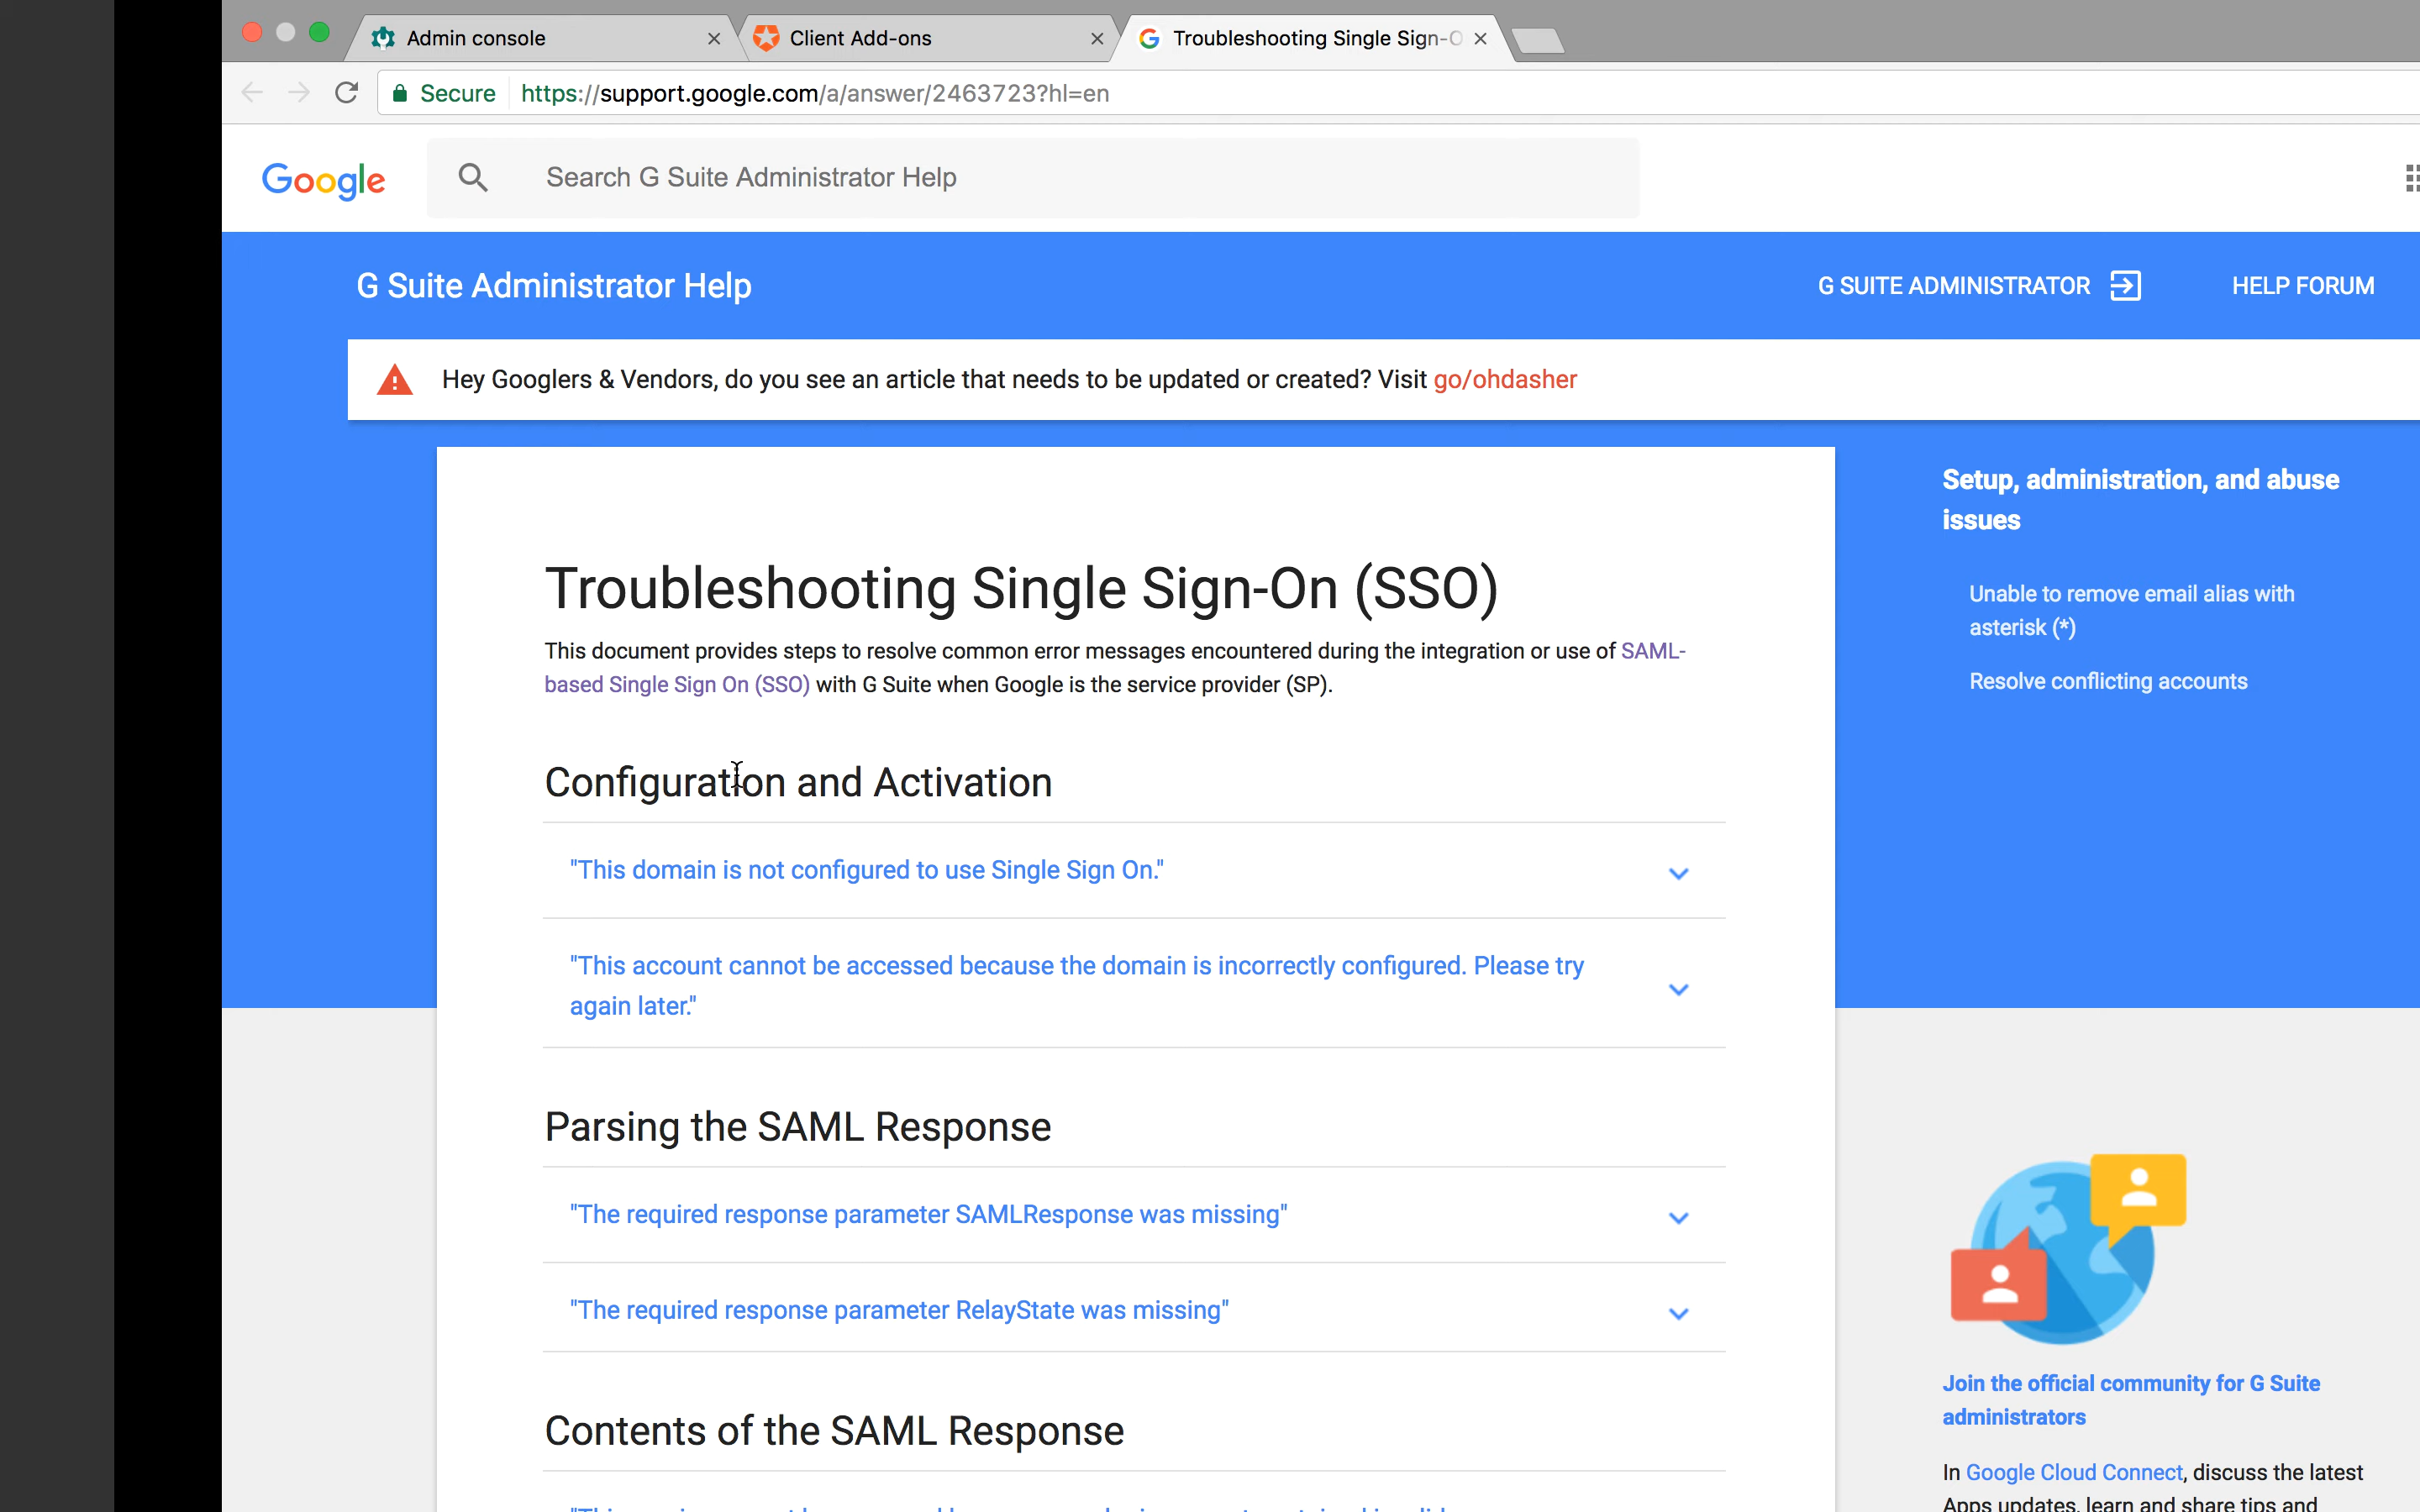 Admin console
Client Add-ons
Troubleshooting Single Sign-O
Secure https://support.google.com/a/answer/2463723?hl=en
Google
Search G Suite Administrator Help
G Suite Administrator Help
G SUITE ADMINISTRATOR
HELP FORUM
Hey Googlers & Vendors, do you see an article that needs to be updated or created? Visit go/ohdasher
Troubleshooting Single Sign-On (SSO)
This document provides steps to resolve common error messages encountered during the integration or use of SAML-
based Single Sign On (SSO) with G Suite when Google is the service provider (SP).
Configuration and Activation
"This domain is not configured to use Single Sign On."
"This account cannot be accessed because the domain is incorrectly configured. Please try
again later."
Parsing the SAML Response
"The required response parameter SAMLResponse was missing"
"The required response parameter RelayState was missing"
Contents of the SAML Response
Setup, administration, and abuse
issues
Unable to remove email alias with
asterisk (*)
Resolve conflicting accounts
Join the official community for G Suite
administrators
In Google Cloud Connect, discuss the latest
Apps updates, learn and share tips and